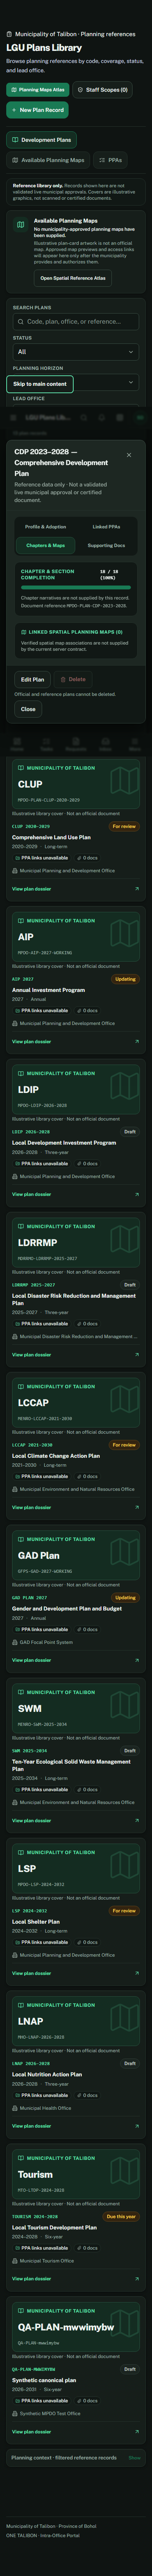 Municipality of Talibon · Planning references
LGU Plans Library
Browse planning references by code, coverage, status,
and lead office.
Planning Maps Atlas
Staff Scopes (0)
New Plan Record
Development Plans
Available Planning Maps
PPAs
Reference library only. Records shown here are not
validated live municipal approvals. Covers are illustrative
graphics, not scanned or certified documents.
Available Planning Maps
No municipality-approved planning maps have
been supplied.
Illustrative plan-card artwork is not an official
map. Approved map previews and links
will appear here only after the municipality
provides and authorizes them.
Open Spatial Reference Atlas
SEARCH PLANS
Code, plan, office, or reference...
STATUS
All
PLANNING HORIZON
Skip to main content
LEAD OFFICE
CDP 2023–2028 —
Comprehensive Development
Plan
Reference data only · Not a validated
live municipal approval or certified
document.
Profile & Adoption
Linked PPAs
Chapters & Maps
Supporting Docs
CHAPTER & SECTION
COMPLETION
18 / 18
(100%)
Chapter narratives are not supplied by this record.
Document reference MPDO-PLAN-CDP-2023-2028.
LINKED SPATIAL PLANNING MAPS (0)
Verified spatial map associations are not supplied
by the current server contract.
Edit Plan
Delete
Official and reference plans cannot be deleted.
Close
MUNICIPALITY OF TALIBON
CLUP
MPDO-PLAN-CLUP-2020-2029
Illustrative library cover · Not an official document
CLUP 2020-2029
For review
Comprehensive Land Use Plan
2020–2029 · Long-term
PPA links unavailable
0 docs
Municipal Planning and Development Office
View plan dossier
MUNICIPALITY OF TALIBON
AIP
MPDO-AIP-2027-WORKING
Illustrative library cover · Not an official document
AIP 2027
Updating
Annual Investment Program
2027 · Annual
PPA links unavailable
0 docs
Municipal Planning and Development Office
View plan dossier
MUNICIPALITY OF TALIBON
LDIP
MPDO-LDIP-2026-2028
Illustrative library cover · Not an official document
LDIP 2026-2028
Draft
Local Development Investment Program
2026–2028 · Three-year
PPA links unavailable
0 docs
Municipal Planning and Development Office
View plan dossier
MUNICIPALITY OF TALIBON
LDRRMP
MDRRMO-LDRRMP-2025-2027
Illustrative library cover · Not an official document
LDRRMP 2025-2027
Draft
Local Disaster Risk Reduction and Management
Plan
2025–2027 · Three-year
PPA links unavailable
0 docs
Municipal Disaster Risk Reduction and Management ...
View plan dossier
MUNICIPALITY OF TALIBON
LCCAP
MENRO-LCCAP-2021-2030
Illustrative library cover · Not an official document
LCCAP 2021-2030
For review
Local Climate Change Action Plan
2021–2030 · Long-term
PPA links unavailable
0 docs
Municipal Environment and Natural Resources Office
View plan dossier
MUNICIPALITY OF TALIBON
GAD Plan
GFPS-GAD-2027-WORKING
Illustrative library cover · Not an official document
GAD PLAN 2027
Updating
Gender and Development Plan and Budget
2027 · Annual
PPA links unavailable
0 docs
GAD Focal Point System
View plan dossier
MUNICIPALITY OF TALIBON
SWM
MENRO-SWM-2025-2034
Illustrative library cover · Not an official document
SWM 2025-2034
Draft
Ten-Year Ecological Solid Waste Management
Plan
2025–2034 · Long-term
PPA links unavailable
0 docs
Municipal Environment and Natural Resources Office
View plan dossier
MUNICIPALITY OF TALIBON
LSP
MPDO-LSP-2024-2032
Illustrative library cover · Not an official document
LSP 2024-2032
For review
Local Shelter Plan
2024–2032 · Long-term
PPA links unavailable
0 docs
Municipal Planning and Development Office
View plan dossier
MUNICIPALITY OF TALIBON
LNAP
MHO-LNAP-2026-2028
Illustrative library cover · Not an official document
LNAP 2026-2028
Draft
Local Nutrition Action Plan
2026–2028 · Three-year
PPA links unavailable
0 docs
Municipal Health Office
View plan dossier
MUNICIPALITY OF TALIBON
Tourism
MTO-LTDP-2024-2028
Illustrative library cover · Not an official document
TOURISM 2024-2028
Due this year
Local Tourism Development Plan
2024–2028 · Six-year
PPA links unavailable
0 docs
Municipal Tourism Office
View plan dossier
MUNICIPALITY OF TALIBON
QA-PLAN-mwwimybw
QA-PLAN-mwwimybw
Illustrative library cover · Not an official document
QA-PLAN-MWWIMYBW
Draft
Synthetic canonical plan
2026–2031 · Six-year
PPA links unavailable
0 docs
Synthetic MPDO Test Office
View plan dossier
Planning context · filtered reference records
Show
Municipality of Talibon · Province of Bohol
ONE TALIBON · Intra-Office Portal